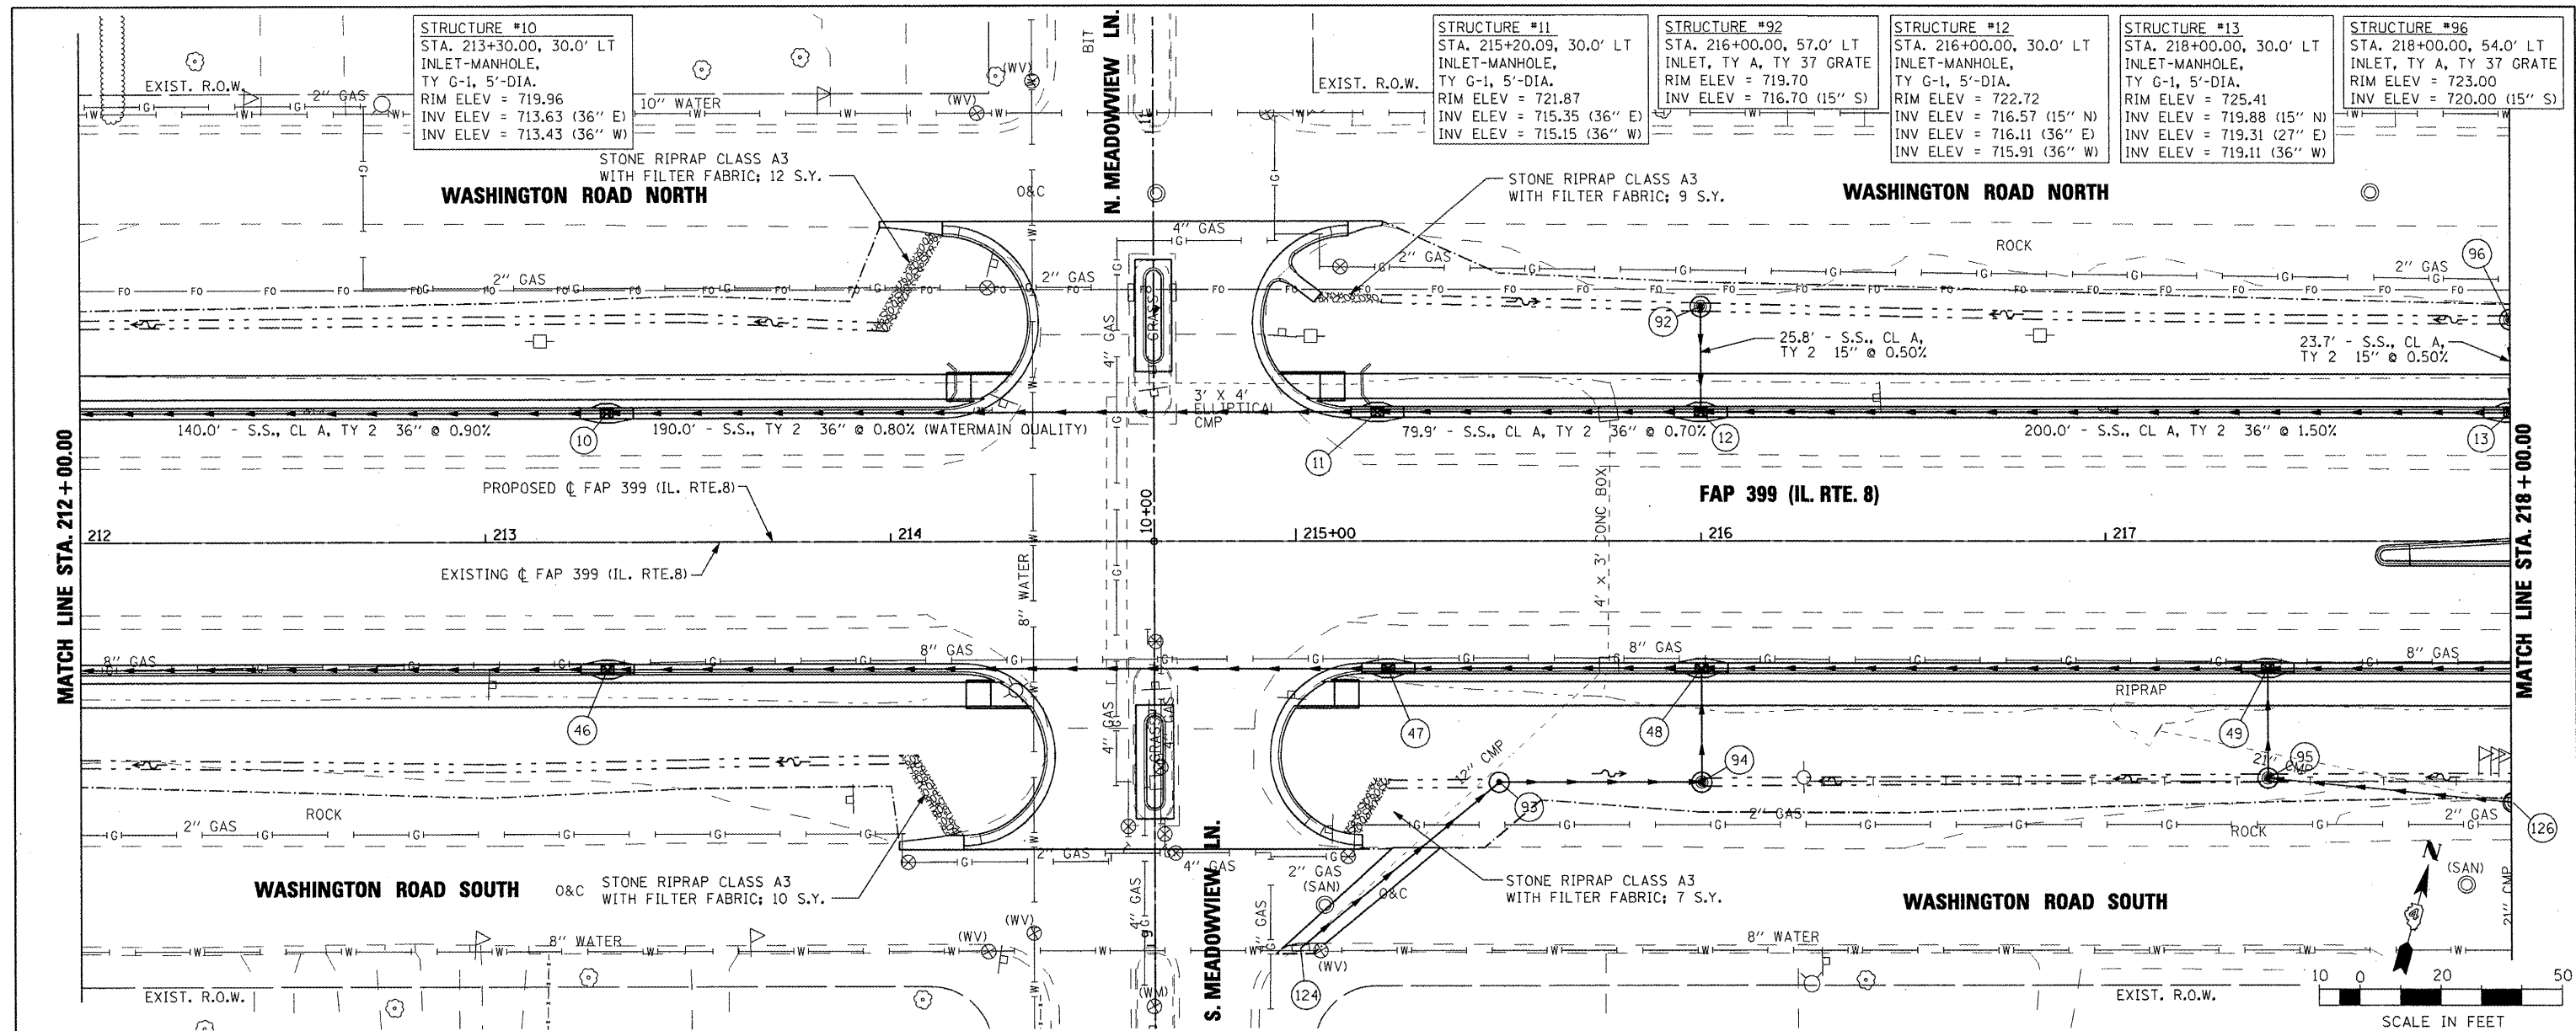 STRUCTURE #10
STA. 213+30.00, 30.0' LT
INLET-MANHOLE,
TY G-1, 5'-DIA.
RIM ELEV = 719.96
INV ELEV = 713.63 (36" E)
INV ELEV = 713.43 (36" W)
STRUCTURE #11
STA. 215+20.09, 30.0' LT
INLET-MANHOLE,
TY G-1, 5'-DIA.
RIM ELEV = 721.87
INV ELEV = 715.35 (36" E)
INV ELEV = 715.15 (36" W)
STRUCTURE #92
STA. 216+00.00, 57.0' LT
INLET, TY A, TY 37 GRATE
RIM ELEV = 719.70
INV ELEV = 716.70 (15" S)
STRUCTURE #12
STA. 216+00.00, 30.0' LT
INLET-MANHOLE,
TY G-1, 5'-DIA.
RIM ELEV = 722.72
INV ELEV = 716.57 (15" N)
INV ELEV = 716.11 (36" E)
INV ELEV = 715.91 (36" W)
STRUCTURE #13
STA. 218+00.00, 30.0' LT
INLET-MANHOLE,
TY G-1, 5'-DIA.
RIM ELEV = 725.41
INV ELEV = 719.88 (15" N)
INV ELEV = 719.31 (27" E)
INV ELEV = 719.11 (36" W)
STRUCTURE #96
STA. 218+00.00, 54.0' LT
INLET, TY A, TY 37 GRATE
RIM ELEV = 723.00
INV ELEV = 720.00 (15" S)
EXIST. R.O.W.
2" GAS
10" WATER
(WV)
(WV)
BIT
N. MEADOWVIEW LN.
11
EXIST. R.O.W.
STONE RIPRAP CLASS A3
WITH FILTER FABRIC; 12 S.Y.
WASHINGTON ROAD NORTH
O&C
STONE RIPRAP CLASS A3
WITH FILTER FABRIC; 9 S.Y.
WASHINGTON ROAD NORTH
4" GAS
ROCK
2" GAS
2" GAS
2" GAS
2" GAS
96
GRASS
4" GAS
92
25.8' - S.S., CL A,
TY 2 15" @ 0.50%
23.7' - S.S., CL A,
TY 2 15" @ 0.50%
3' X 4'
ELLIPTICAL
CMP
140.0' - S.S., CL A, TY 2 36" @ 0.90%
10
190.0' - S.S., TY 2 36" @ 0.80% (WATERMAIN QUALITY)
11
79.9' - S.S., CL A, TY 2 36" @ 0.70%
12
200.0' - S.S., CL A, TY 2 36" @ 1.50%
13
MATCH LINE STA. 212+00.00
MATCH LINE STA. 218+00.00
PROPOSED ℄ FAP 399 (IL. RTE.8)
10+00
4' x 3' CONC BOX
FAP 399 (IL. RTE. 8)
212
213
214
215+00
216
217
EXISTING ℄ FAP 399 (IL. RTE.8)
8" WATER
8" GAS
8" GAS
8" GAS
8" GAS
RIPRAP
46
47
48
49
4" GAS
4" GAS
GRASS
12" CMP
94
95
21" CMP
93
ROCK
2" GAS
2" GAS
2" GAS
ROCK
126
2" GAS
4" GAS
2" GAS
(SAN)
S. MEADOWVIEW LN.
WASHINGTON ROAD SOUTH
O&C
STONE RIPRAP CLASS A3
WITH FILTER FABRIC; 10 S.Y.
O&C
STONE RIPRAP CLASS A3
WITH FILTER FABRIC; 7 S.Y.
WASHINGTON ROAD SOUTH
N
(SAN)
21" CMP
4" GAS
4" GAS
9
8" WATER
(WV)
(WV)
(WV)
8" WATER
(WM)
124
EXIST. R.O.W.
EXIST. R.O.W.
10 0 20 50
SCALE IN FEET